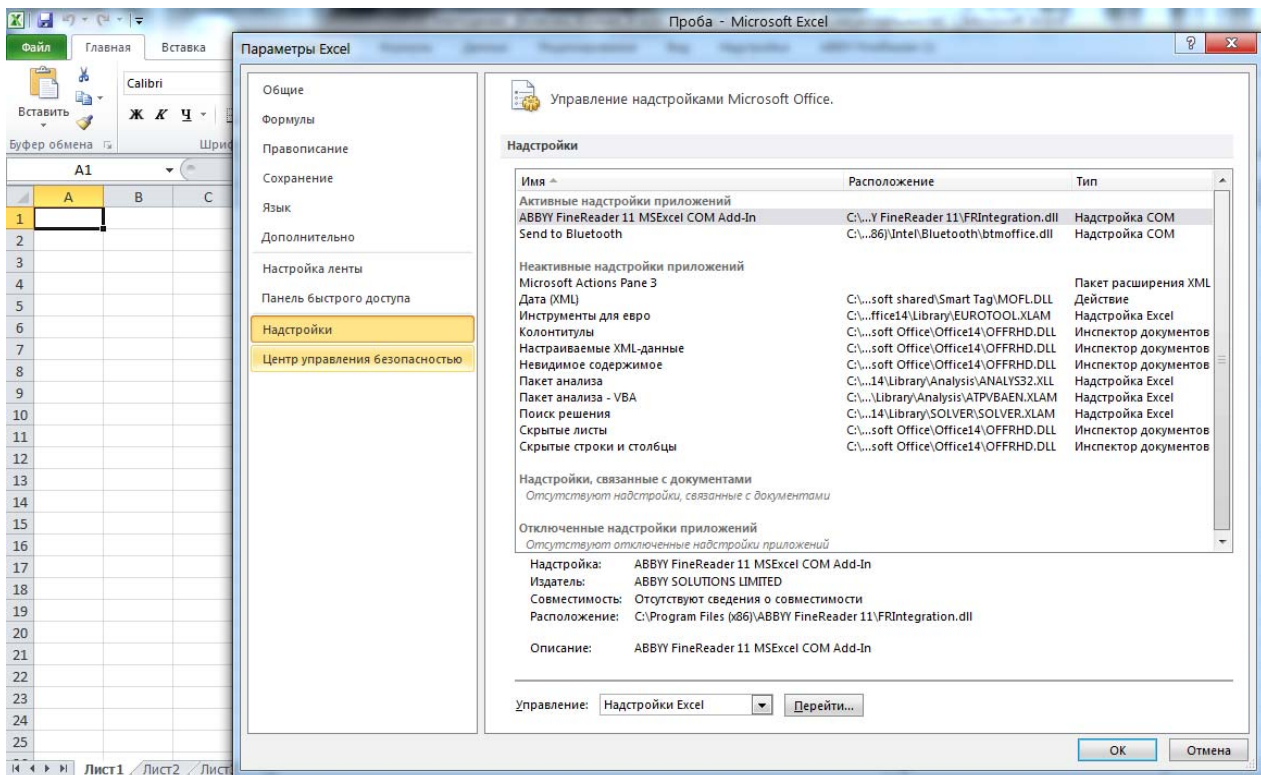 Проба - Microsoft Excel
Файл Главная Вставка
Параметры Excel
Вставить
Calibri
Ж К Ч
Буфер обмена
A1
A B C
1
2
3
4
5
6
7
8
9
10
11
12
13
14
15
16
17
18
19
20
21
22
23
24
25
Лист1 Лист2 Лист
Общие
Формулы
Правописание
Сохранение
Язык
Дополнительно
Настройка ленты
Панель быстрого доступа
Надстройки
Центр управления безопасностью
Управление надстройками Microsoft Office.
Надстройки
Имя Расположение Тип
Активные надстройки приложений
ABBYY FineReader 11 MSExcel COM Add-In C:\...Y FineReader 11\FRIntegration.dll Надстройка COM
Send to Bluetooth C:\...86)\Intel\Bluetooth\btmoffice.dll Надстройка COM
Неактивные надстройки приложений
Microsoft Actions Pane 3 Пакет расширения XML
Дата (XML) C:\...soft shared\Smart Tag\MOFL.DLL Действие
Инструменты для евро C:\...ffice14\Library\EUROTOOL.XLAM Надстройка Excel
Колонтитулы C:\...soft Office\Office14\OFFRHD.DLL Инспектор документов
Настраиваемые XML-данные C:\...soft Office\Office14\OFFRHD.DLL Инспектор документов
Невидимое содержимое C:\...soft Office\Office14\OFFRHD.DLL Инспектор документов
Пакет анализа C:\...14\Library\Analysis\ANALYS32.XLL Надстройка Excel
Пакет анализа - VBA C:\...\Library\Analysis\ATPVBAEN.XLAM Надстройка Excel
Поиск решения C:\...14\Library\SOLVER\SOLVER.XLAM Надстройка Excel
Скрытые листы C:\...soft Office\Office14\OFFRHD.DLL Инспектор документов
Скрытые строки и столбцы C:\...soft Office\Office14\OFFRHD.DLL Инспектор документов
Надстройки, связанные с документами
Отсутствуют надстройки, связанные с документами
Отключенные надстройки приложений
Отсутствуют отключенные надстройки приложений
Надстройка: ABBYY FineReader 11 MSExcel COM Add-In
Издатель: ABBYY SOLUTIONS LIMITED
Совместимость: Отсутствуют сведения о совместимости
Расположение: C:\Program Files (x86)\ABBYY FineReader 11\FRIntegration.dll
Описание: ABBYY FineReader 11 MSExcel COM Add-In
Управление: Надстройки Excel Перейти...
ОК Отмена